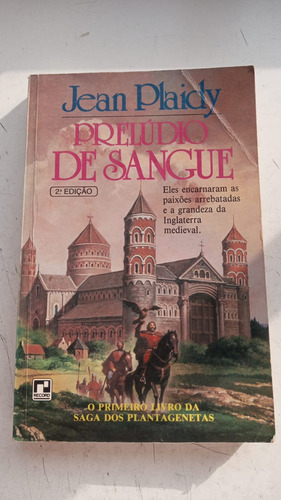 Jean Plaidy
PRELÚDIO
DE SANGUE
2ª EDIÇÃO
Eles encarnaram as
paixões arrebatadas
e a grandeza da
Inglaterra
medieval.
RECORD
O PRIMEIRO LIVRO DA
SAGA DOS PLANTAGENETAS